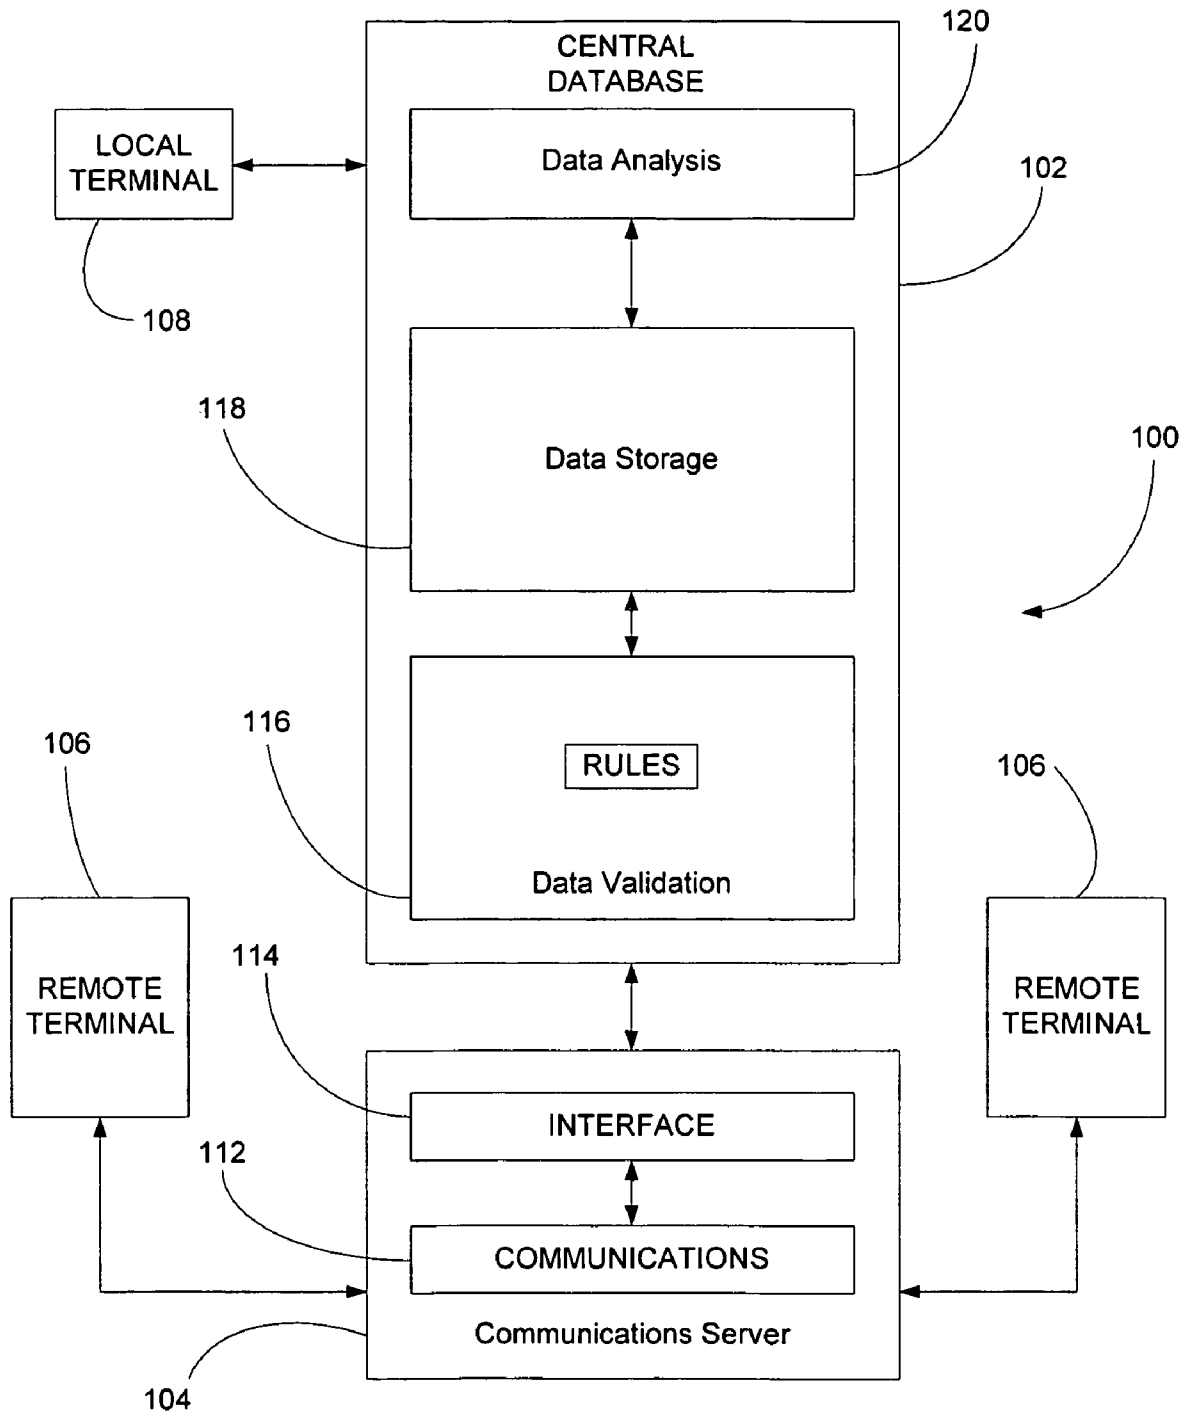 120
CENTRAL
DATABASE
LOCAL
TERMINAL
Data Analysis
102
108
118
Data Storage
100
116
106
RULES
106
Data Validation
114
REMOTE
TERMINAL
REMOTE
TERMINAL
INTERFACE
112
COMMUNICATIONS
Communications Server
104